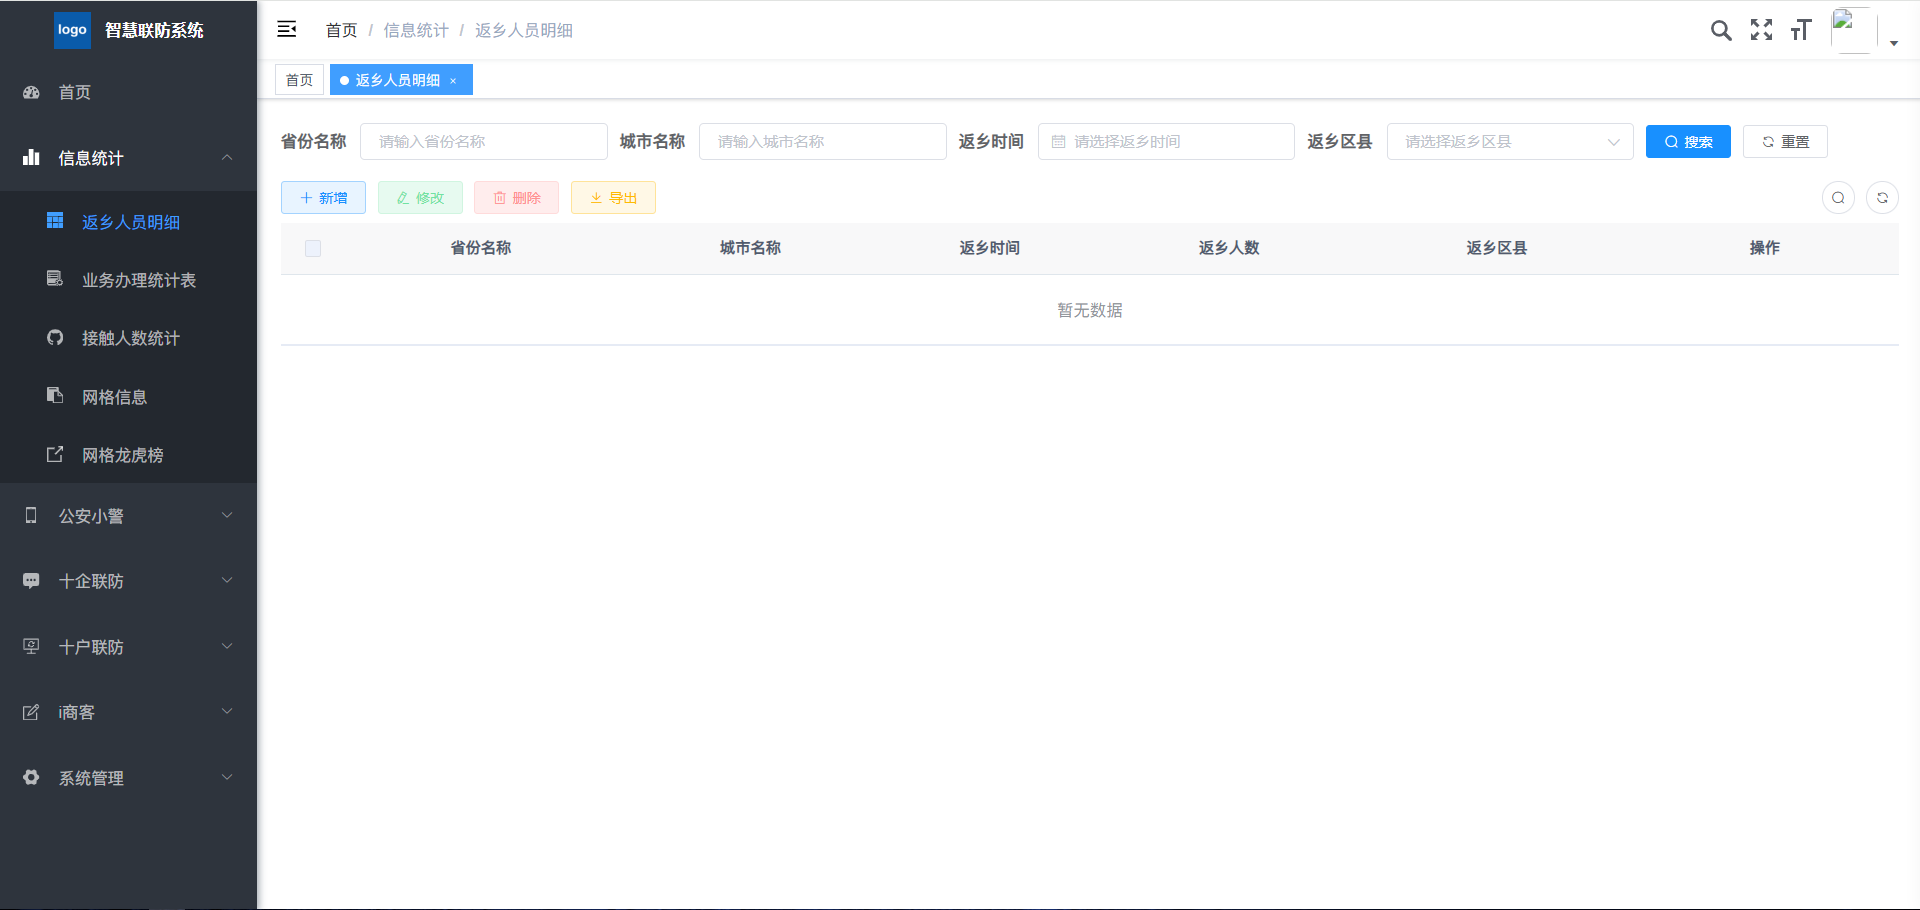 logo 智慧联防系统
首页
信息统计
返乡人员明细
业务办理统计表
接触人数统计
网格信息
网格龙虎榜
公安小警
十企联防
十户联防
i商客
系统管理
首页 / 信息统计 / 返乡人员明细
首页 返乡人员明细 ×
省份名称 请输入省份名称 城市名称 请输入城市名称 返乡时间 请选择返乡时间 返乡区县 请选择返乡区县 搜索 重置
新增 修改 删除 导出
省份名称 城市名称 返乡时间 返乡人数 返乡区县 操作
暂无数据